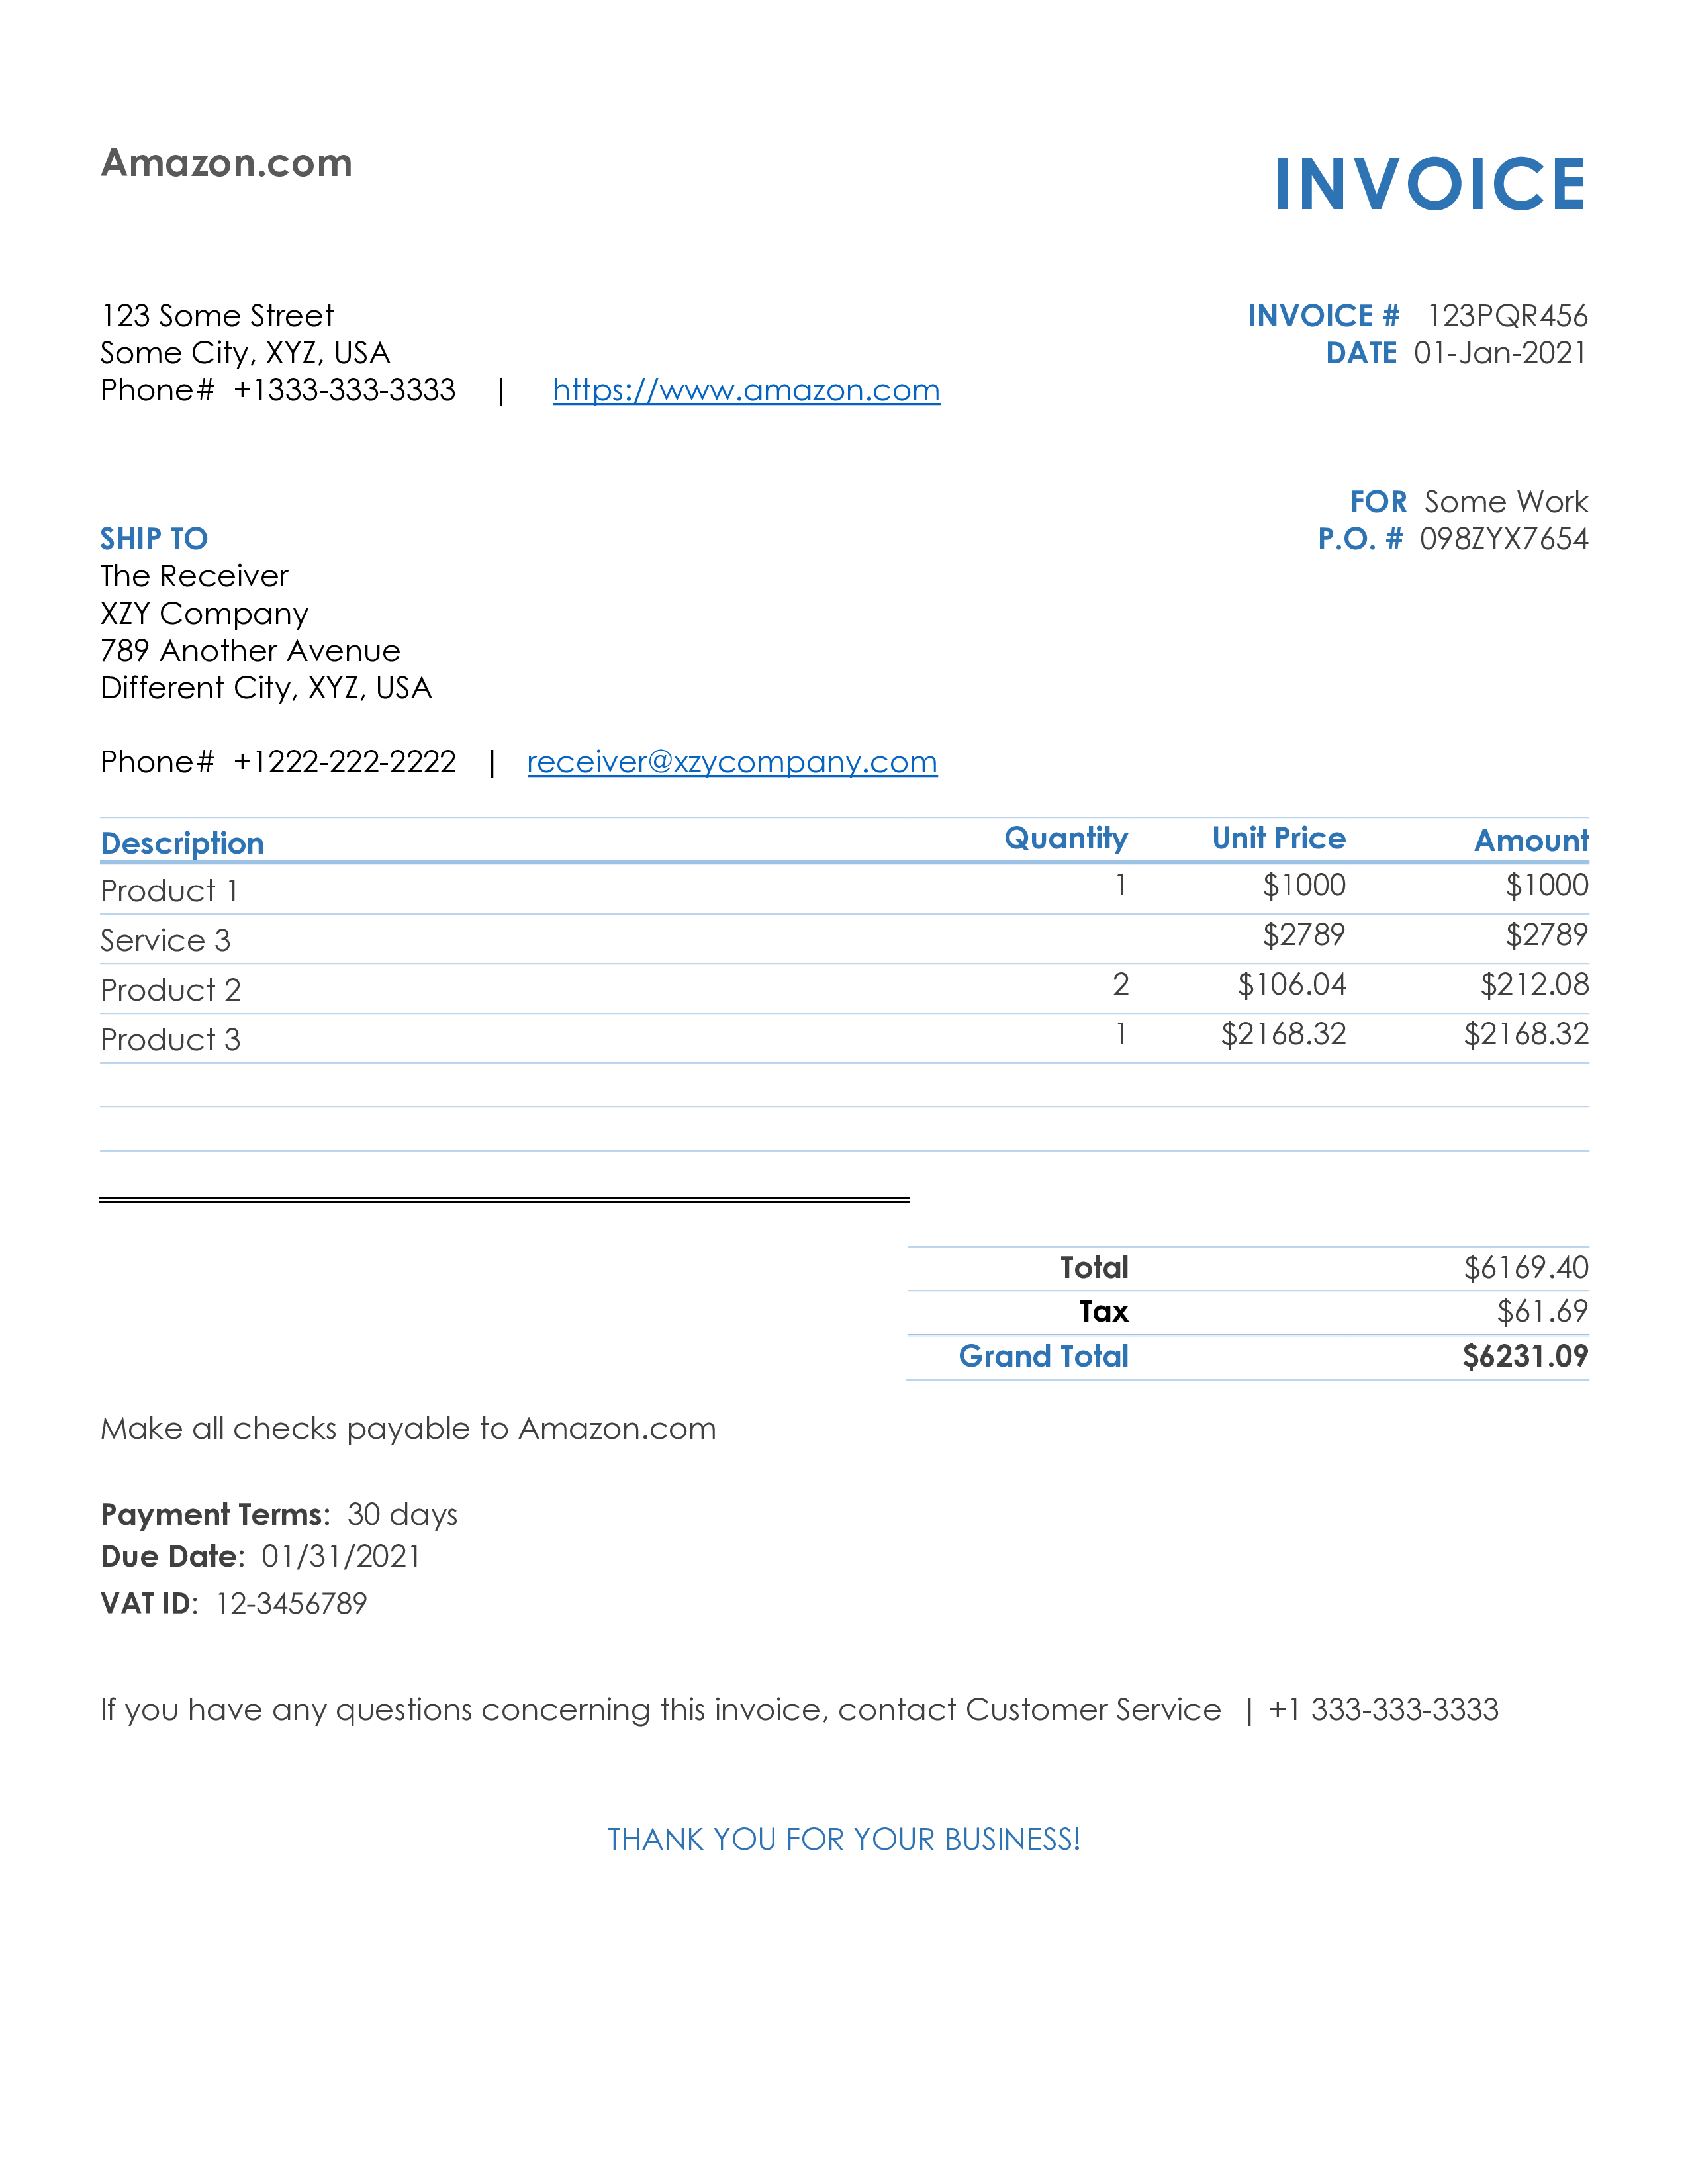 Amazon.com
INVOICE
123 Some Street
Some City, XYZ, USA
Phone# +1333-333-3333 | https://www.amazon.com
INVOICE # 123PQR456
DATE 01-Jan-2021
FOR Some Work
P.O. # 098ZYX7654
SHIP TO
The Receiver
XZY Company
789 Another Avenue
Different City, XYZ, USA
Phone# +1222-222-2222 | receiver@xzycompany.com
Description Quantity Unit Price Amount
Product 1 1 $1000 $1000
Service 3 $2789 $2789
Product 2 2 $106.04 $212.08
Product 3 1 $2168.32 $2168.32
Total $6169.40
Tax $61.69
Grand Total $6231.09
Make all checks payable to Amazon.com
Payment Terms: 30 days
Due Date: 01/31/2021
VAT ID: 12-3456789
If you have any questions concerning this invoice, contact Customer Service | +1 333-333-3333
THANK YOU FOR YOUR BUSINESS!